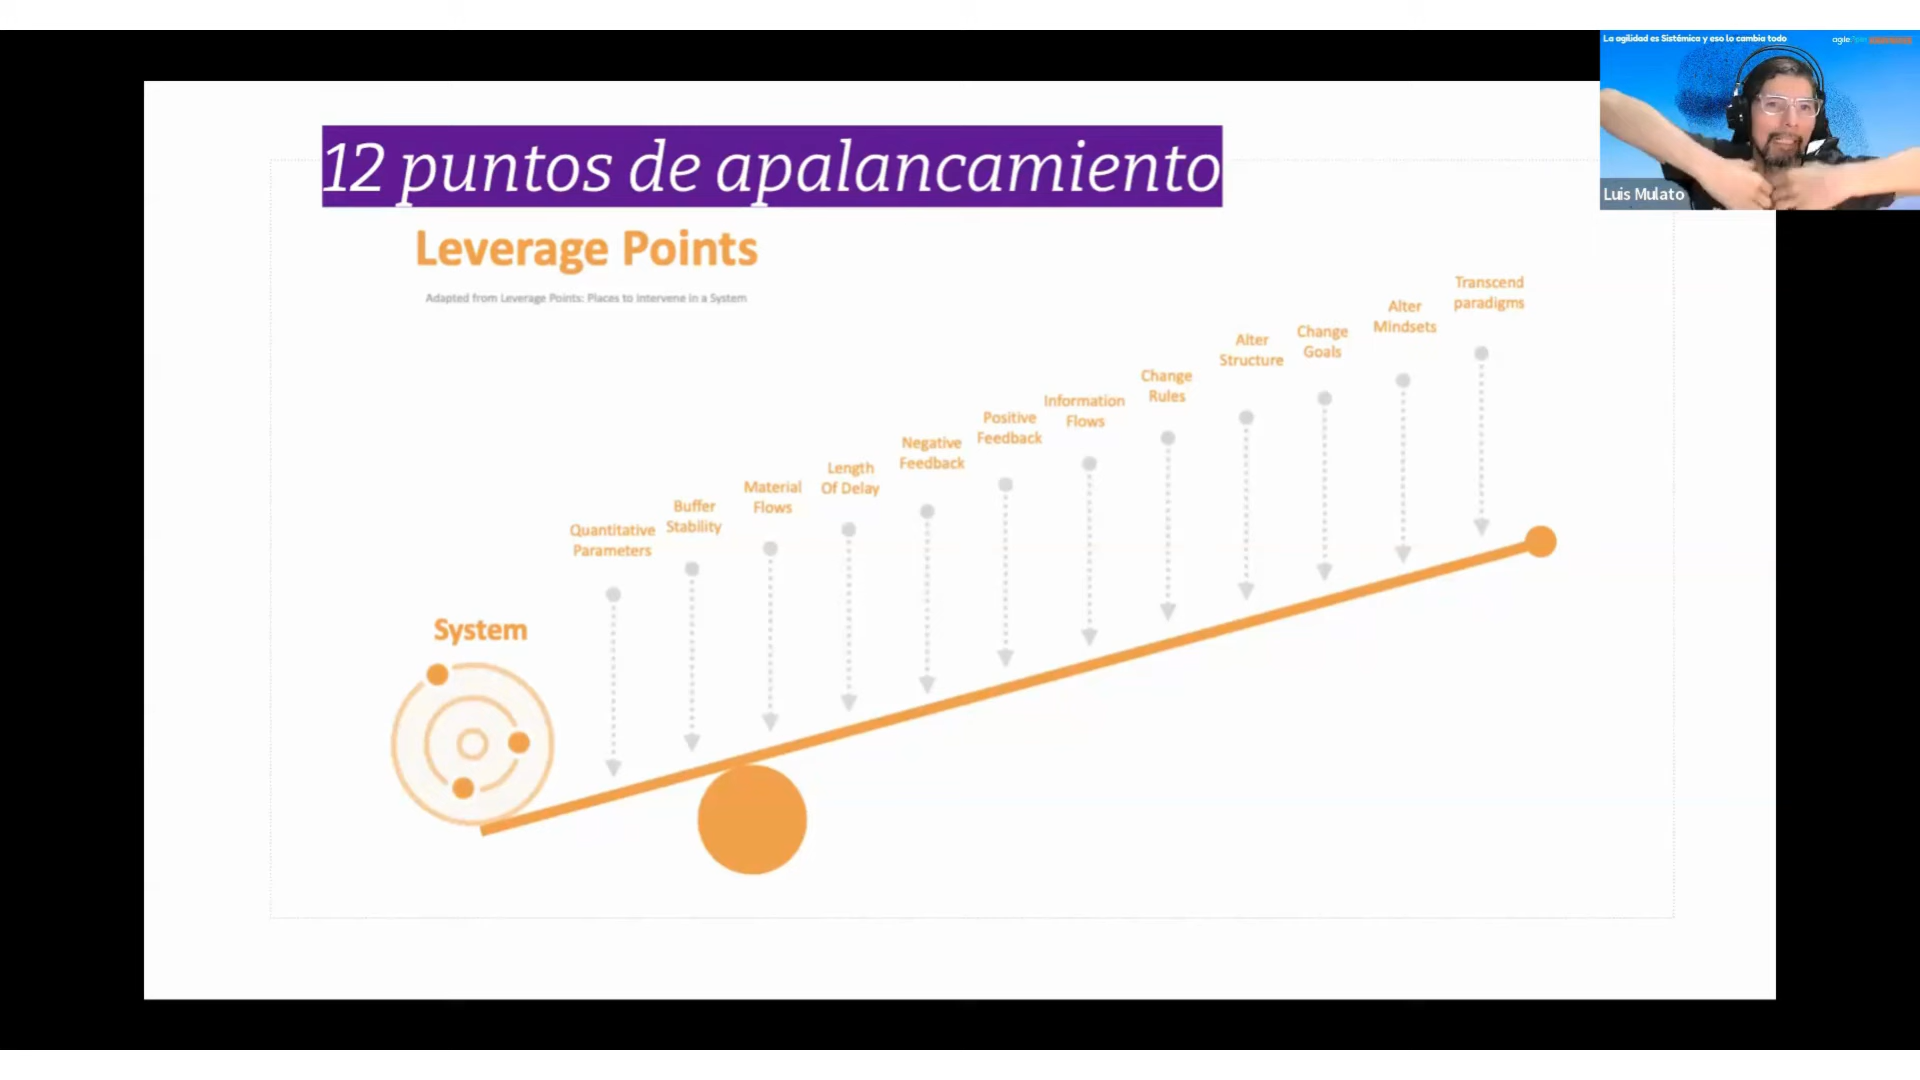 La agilidad es Sistémica y eso lo cambia todo
agile
Luis Mulato
12 puntos de apalancamiento
Leverage Points
Adapted from Leverage Points: Places to Intervene in a System
Transcend
paradigms
Alter
Mindsets
Change
Goals
Alter
Structure
Change
Rules
Information
Flows
Positive
Feedback
Negative
Feedback
Length
Of Delay
Material
Flows
Buffer
Stability
Quantitative
Parameters
System